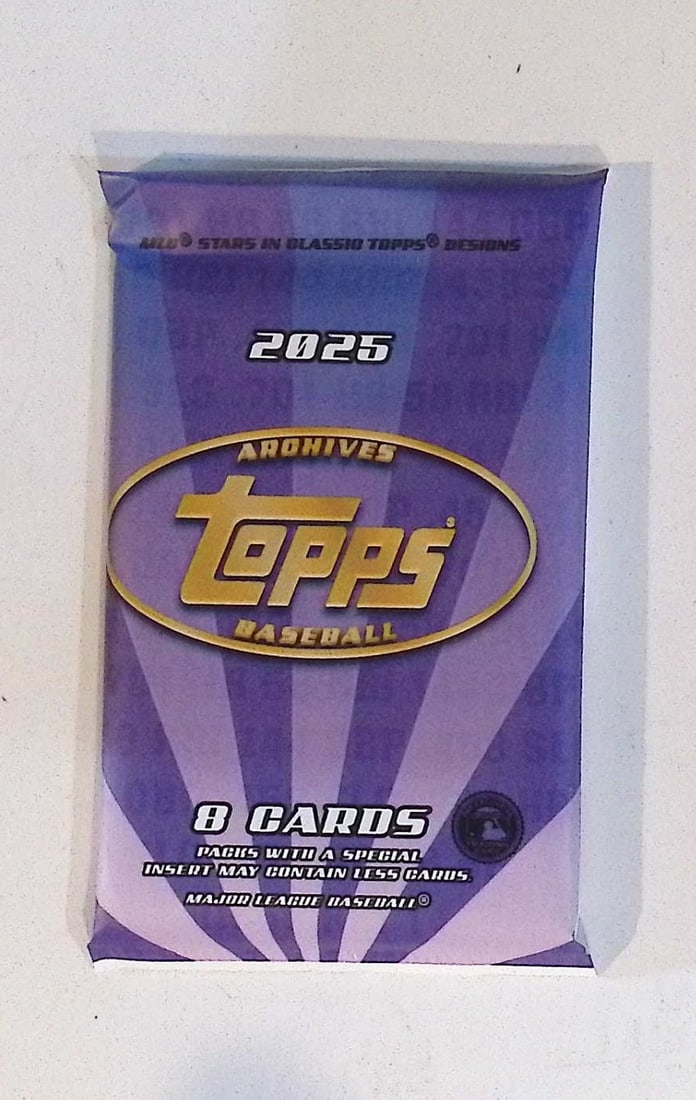 MLB® STARS IN CLASSIC TOPPS® DESIGNS
2025
ARCHIVES
Topps®
BASEBALL
8 CARDS
PACKS WITH A SPECIAL
INSERT MAY CONTAIN LESS CARDS.
MAJOR LEAGUE BASEBALL®